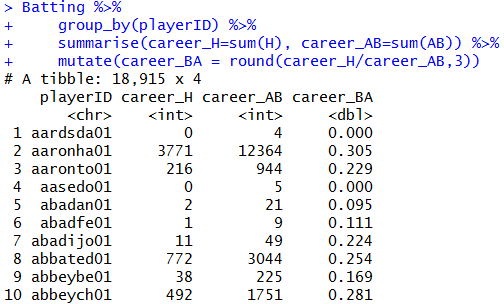 > Batting %>%
+     group_by(playerID) %>%
+     summarise(career_H=sum(H), career_AB=sum(AB)) %>%
+     mutate(career_BA = round(career_H/career_AB,3))
# A tibble: 18,915 x 4
    playerID career_H career_AB career_BA
       <chr>    <int>     <int>     <dbl>
 1 aardsda01        0         4     0.000
 2 aaronha01     3771     12364     0.305
 3 aaronto01      216       944     0.229
 4  aasedo01        0         5     0.000
 5  abadan01        2        21     0.095
 6  abadfe01        1         9     0.111
 7 abadijo01       11        49     0.224
 8 abbated01      772      3044     0.254
 9 abbeybe01       38       225     0.169
10 abbeych01      492      1751     0.281